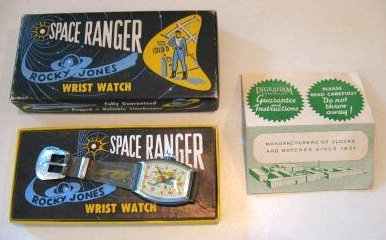 SPACE RANGER
ROCKY JONES
WRIST WATCH
Fully Guaranteed
Rugged - Reliable Timekeeper
SPACE RANGER
ROCKY JONES
WRIST WATCH
INGRAHAM
Guarantee
and
Instructions
PLEASE
READ CAREFULLY!
Do not
throw
away!
MANUFACTURERS OF CLOCKS
AND WATCHES SINCE 1831